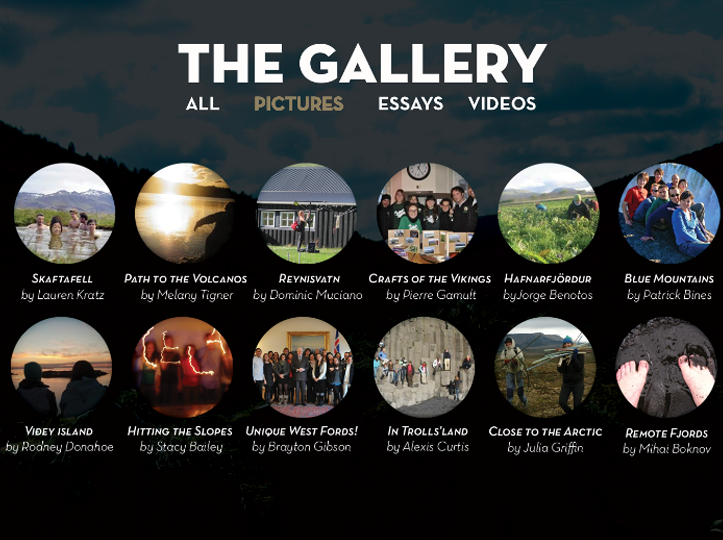 THE GALLERY
ALL PICTURES ESSAYS VIDEOS
SKAFTAFELL
by Lauren Kratz
PATH TO THE VOLCANOS
by Melany Tigner
REYNISVATN
by Dominic Muciano
CRAFTS OF THE VIKINGS
by Pierre Gamult
HAFNARFJÖRDUR
byJorge Benotos
BLUE MOUNTAINS
by Patrick Bines
VIÐEY ISLAND
by Rodney Donahoe
HITTING THE SLOPES
by Stacy Bailey
UNIQUE WEST FORDS!
by Brayton Gibson
IN TROLLS'LAND
by Alexis Curtis
CLOSE TO THE ARCTIC
by Julia Griffin
REMOTE FJORDS
by Mihai Boknov